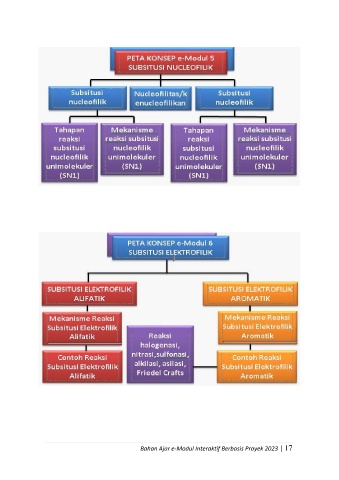 PETA KONSEP e-Modul 5
SUBSITUSI NUCLEOFILIK
Subsitusi
nucleofilik
Nucleofilitas/k
enucleofilikan
Subsitusi
nucleofilik
Tahapan
reaksi
subsitusi
nucleofilik
unimolekuler
(SN1)
Mekanisme
reaksi subsitusi
nucleofilik
unimolekuler
(SN1)
Tahapan
reaksi
subsitusi
nucleofilik
unimolekuler
(SN1)
Mekanisme
reaksi subsitusi
nucleofilik
unimolekuler
(SN1)
PETA KONSEP e-Modul 6
SUBSITUSI ELEKTROFILIK
SUBSITUSI ELEKTROFILIK
ALIFATIK
SUBSITUSI ELEKTROFILIK
AROMATIK
Mekanisme Reaksi
Subsitusi Elektrofilik
Alifatik
Mekanisme Reaksi
Subsitusi Elektrofilik
Aromatik
Reaksi
halogenasi,
nitrasi,sulfonasi,
alkilasi, asilasi,
Friedel Crafts
Contoh Reaksi
Subsitusi Elektrofilik
Alifatik
Contoh Reaksi
Subsitusi Elektrofilik
Aromatik
Bahan Ajar e-Modul Interaktif Berbasis Proyek 2023 | 17